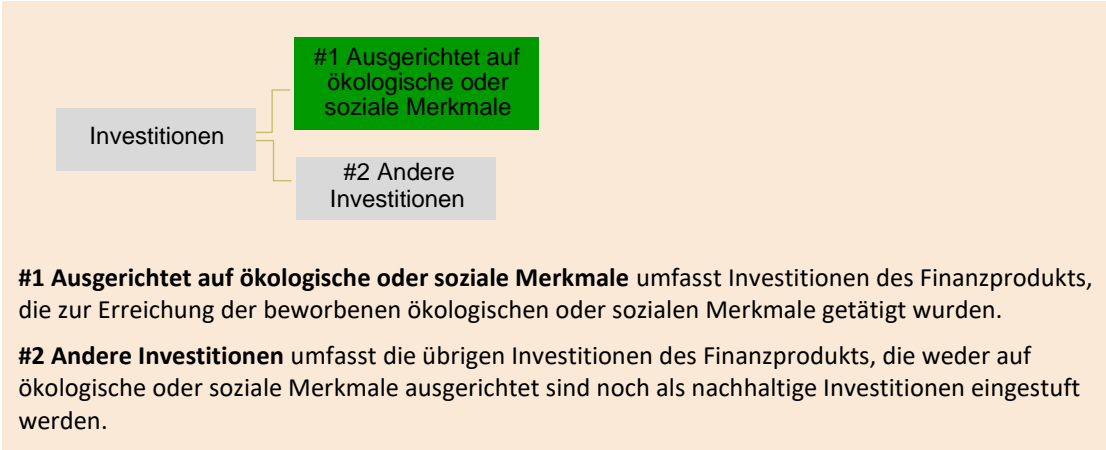 #1 Ausgerichtet auf
ökologische oder
soziale Merkmale
Investitionen
#2 Andere
Investitionen
#1 Ausgerichtet auf ökologische oder soziale Merkmale umfasst Investitionen des Finanzprodukts,
die zur Erreichung der beworbenen ökologischen oder sozialen Merkmale getätigt wurden.
#2 Andere Investitionen umfasst die übrigen Investitionen des Finanzprodukts, die weder auf
ökologische oder soziale Merkmale ausgerichtet sind noch als nachhaltige Investitionen eingestuft
werden.